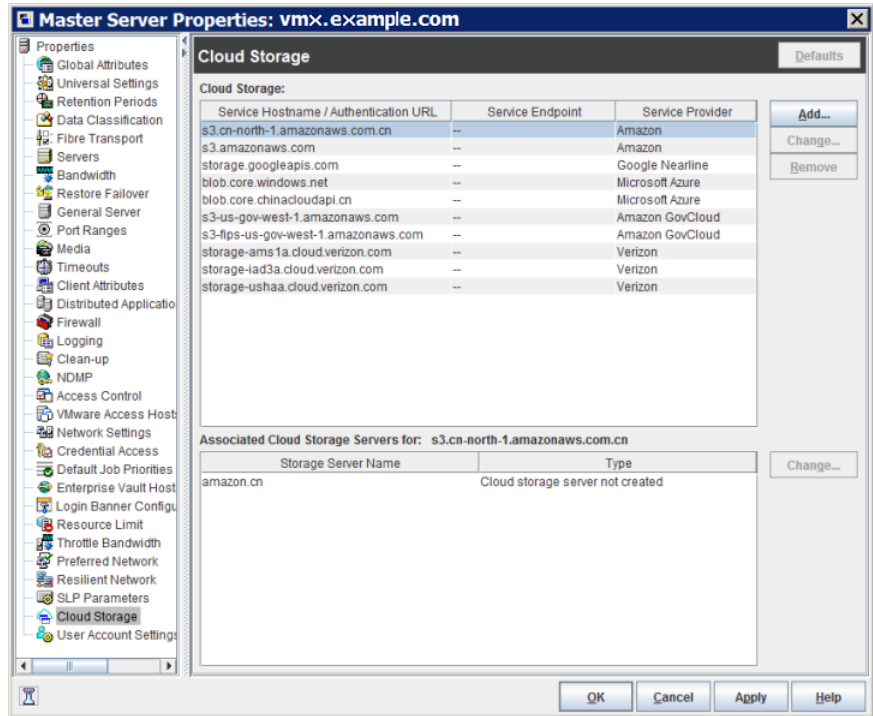 Master Server Properties: vmx.example.com
Properties
Global Attributes
Universal Settings
Retention Periods
Data Classification
Fibre Transport
Servers
Bandwidth
Restore Failover
General Server
Port Ranges
Media
Timeouts
Client Attributes
Distributed Applicatio
Firewall
Logging
Clean-up
NDMP
Access Control
VMware Access Hosts
Network Settings
Credential Access
Default Job Priorities
Enterprise Vault Host
Login Banner Configu
Resource Limit
Throttle Bandwidth
Preferred Network
Resilient Network
SLP Parameters
Cloud Storage
User Account Settings
Cloud Storage
Defaults
Cloud Storage:
Service Hostname / Authentication URL Service Endpoint Service Provider
s3.cn-north-1.amazonaws.com.cn -- Amazon
s3.amazonaws.com -- Amazon
storage.googleapis.com -- Google Nearline
blob.core.windows.net -- Microsoft Azure
blob.core.chinacloudapi.cn -- Microsoft Azure
s3-us-gov-west-1.amazonaws.com -- Amazon GovCloud
s3-fips-us-gov-west-1.amazonaws.com -- Amazon GovCloud
storage-ams1a.cloud.verizon.com -- Verizon
storage-iad3a.cloud.verizon.com -- Verizon
storage-ushaa.cloud.verizon.com -- Verizon
Add...
Change...
Remove
Associated Cloud Storage Servers for: s3.cn-north-1.amazonaws.com.cn
Storage Server Name Type
amazon.cn Cloud storage server not created
Change...
OK Cancel Apply Help